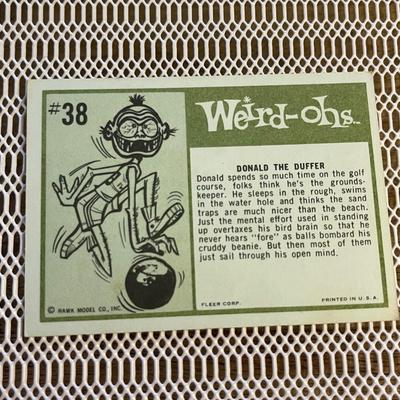 #38
Weird-ohs™
DONALD THE DUFFER
Donald spends so much time on the golf
course, folks think he's the grounds-
keeper. He sleeps in the rough, swims
in the water hole and thinks the sand
traps are much nicer than the beach.
Just the mental effort used in standing
up overtaxes his bird brain so that he
never hears "fore" as balls bombard his
cruddy beanie. But then most of them
just sail through his open mind.
© HAWK MODEL CO., INC.
FLEER CORP.
PRINTED IN U.S.A.